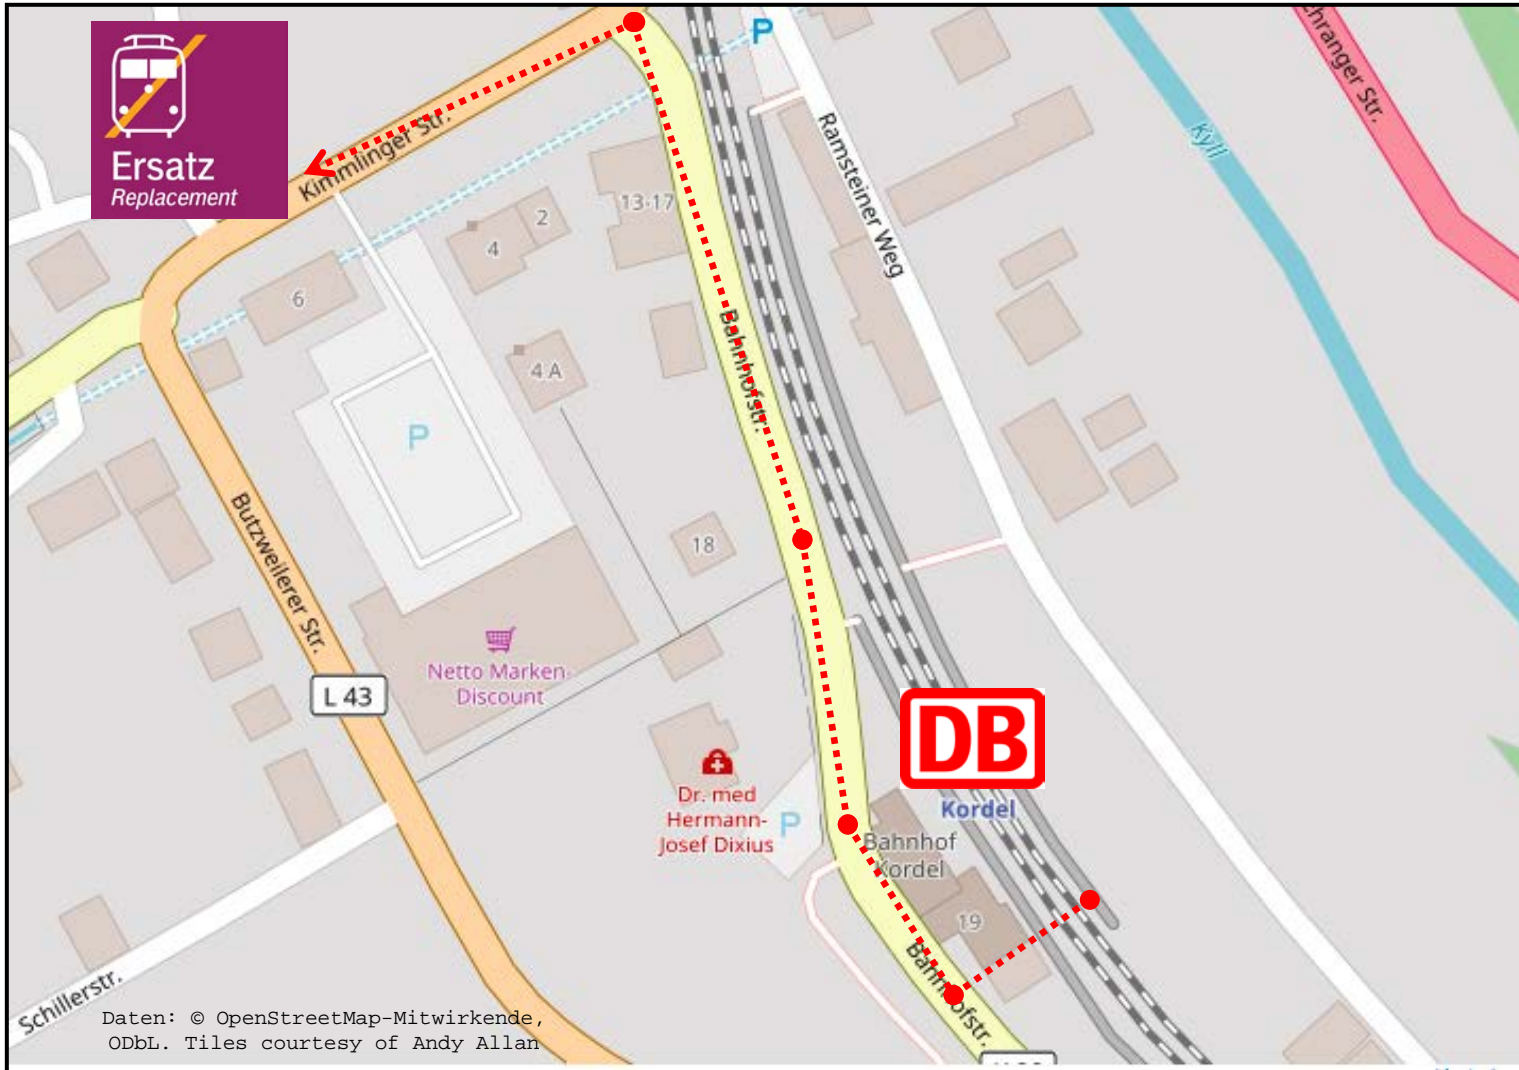 Ersatz
Replacement
P
Kimmlinger Str.
Ramsteiner Weg
Kyll
hranger Str.
13-17
2
4
6
4 A
Bahnhofstr.
P
Butzweilerer Str.
18
Netto Marken-
Discount
L 43
DB
Kordel
Dr. med
Hermann-
Josef Dixius
P
Bahnhof
Kordel
19
Bahnhofstr.
Schillerstr.
Daten: © OpenStreetMap-Mitwirkende,
ODbL. Tiles courtesy of Andy Allan